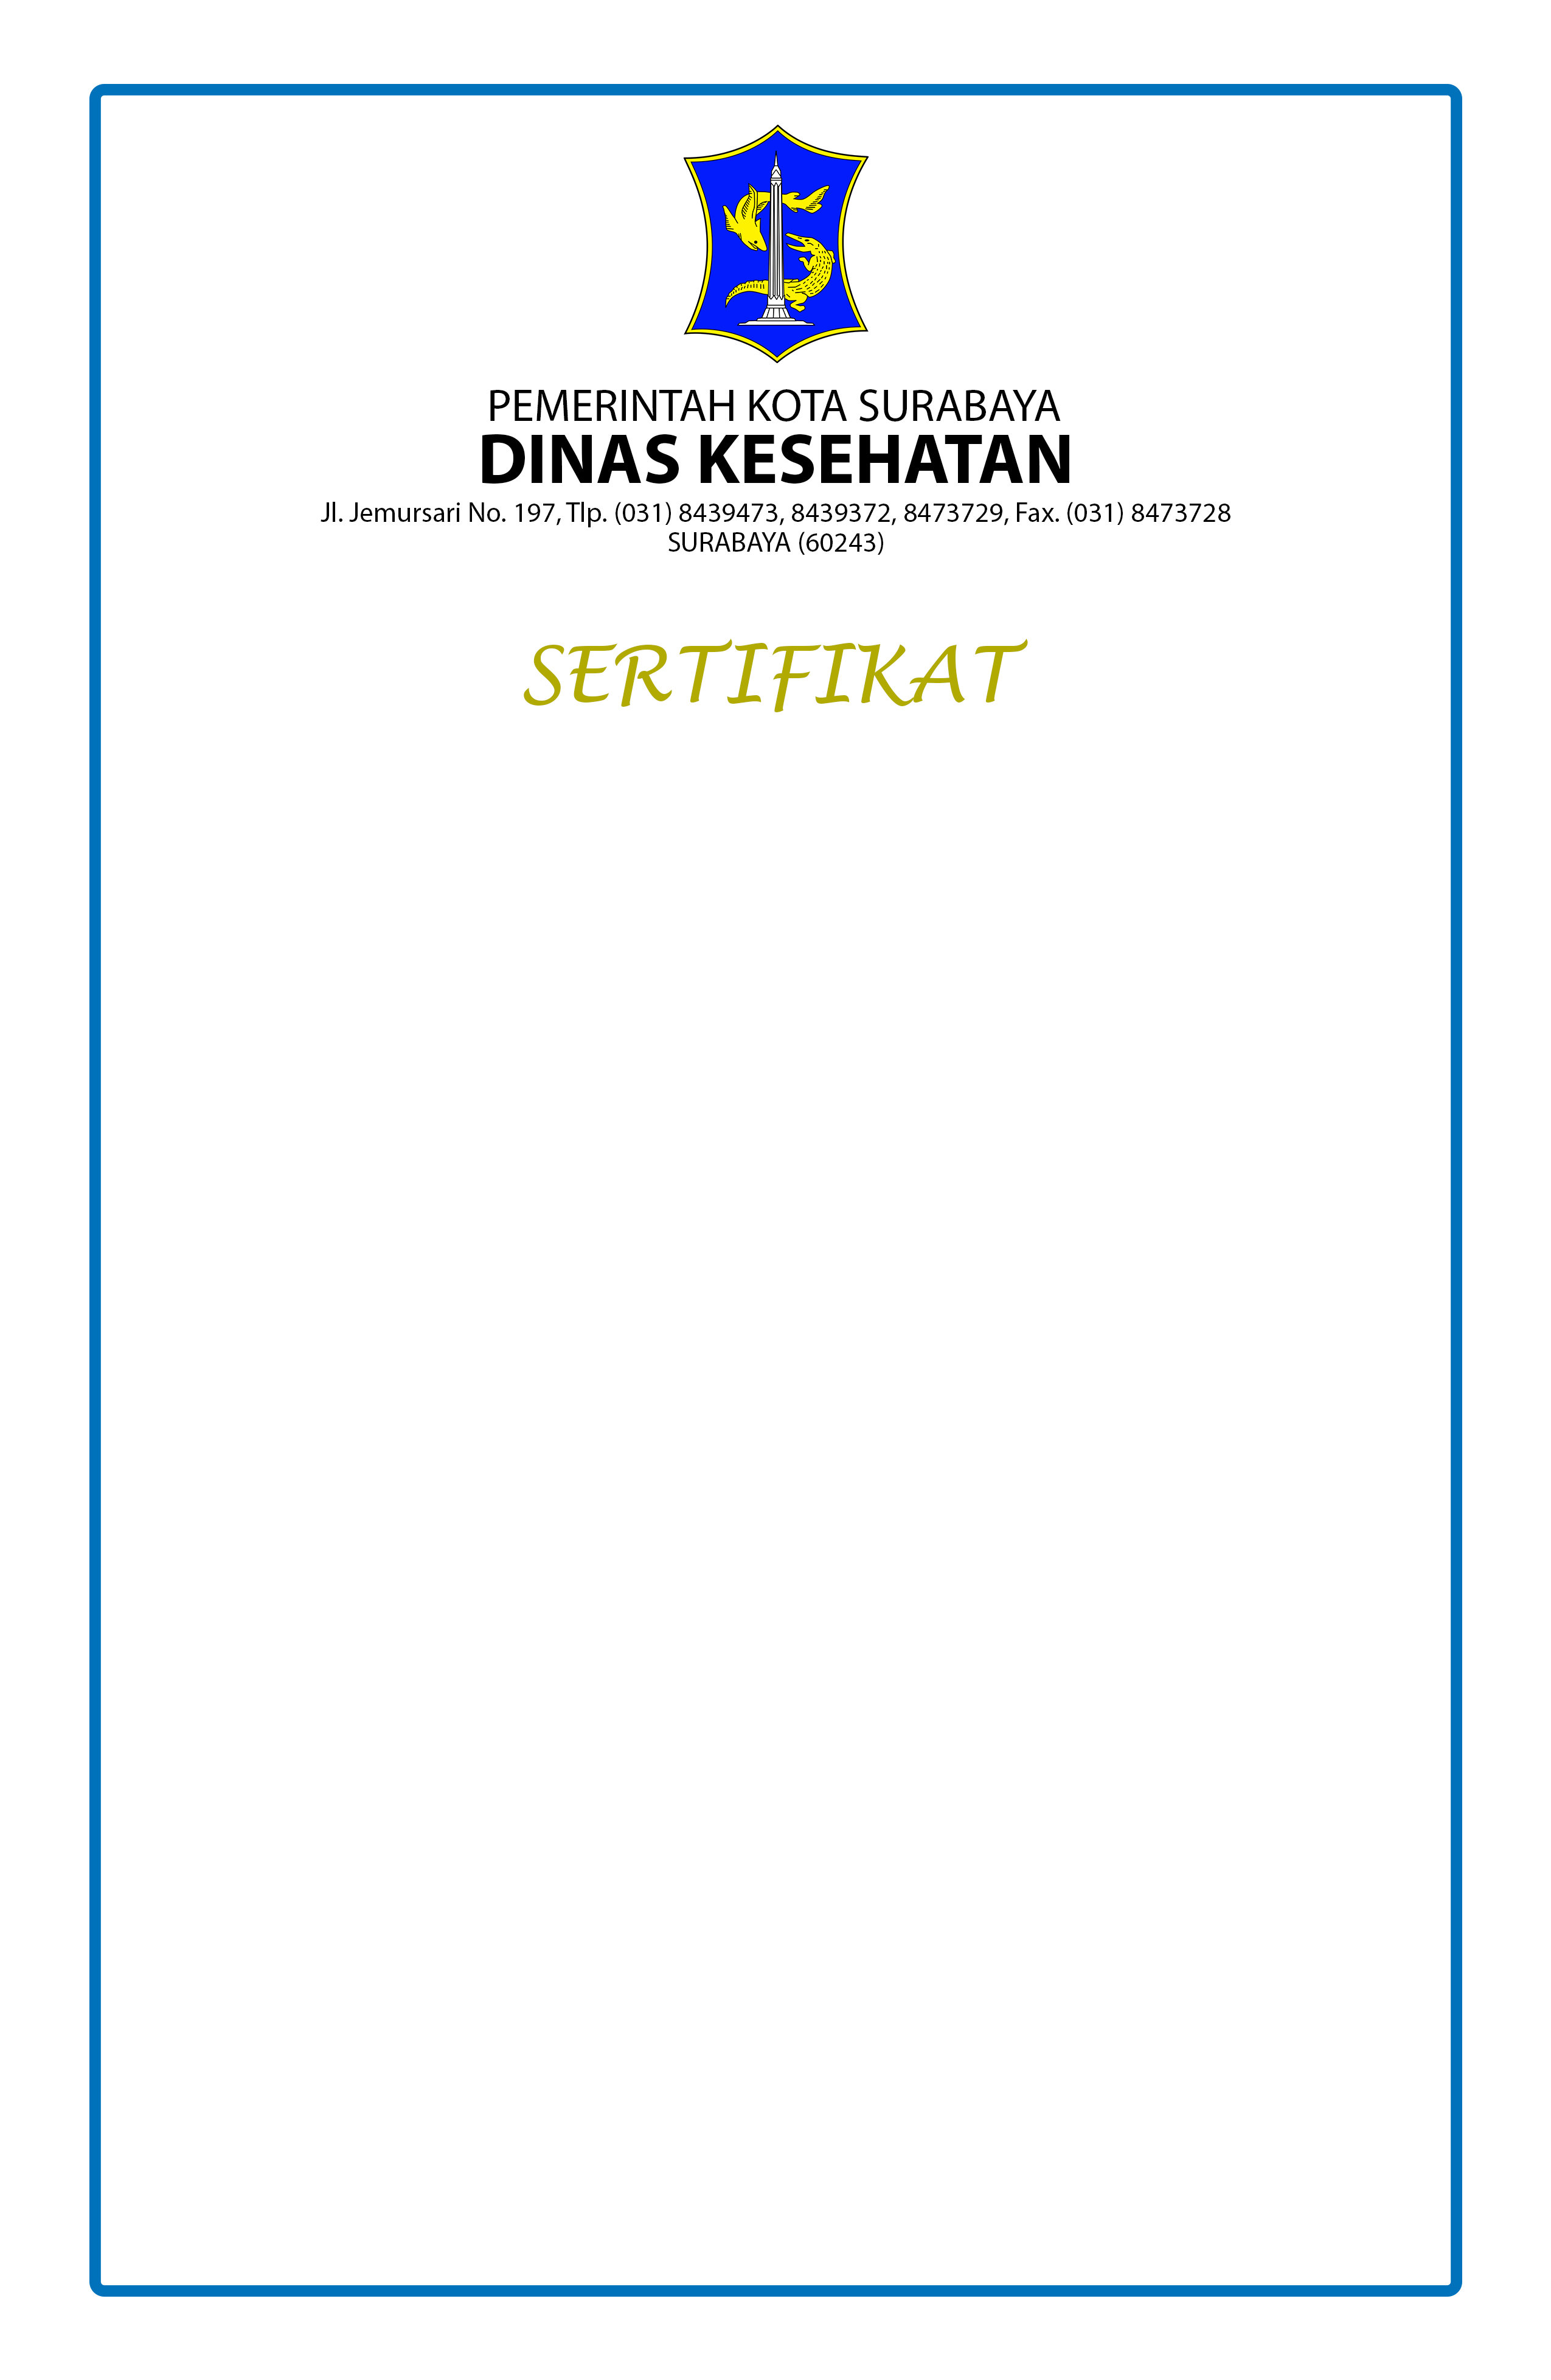 PEMERINTAH KOTA SURABAYA
DINAS KESEHATAN
Jl. Jemursari No. 197, Tlp. (031) 8439473, 8439372, 8473729, Fax. (031) 8473728
SURABAYA (60243)
SERTIFIKAT